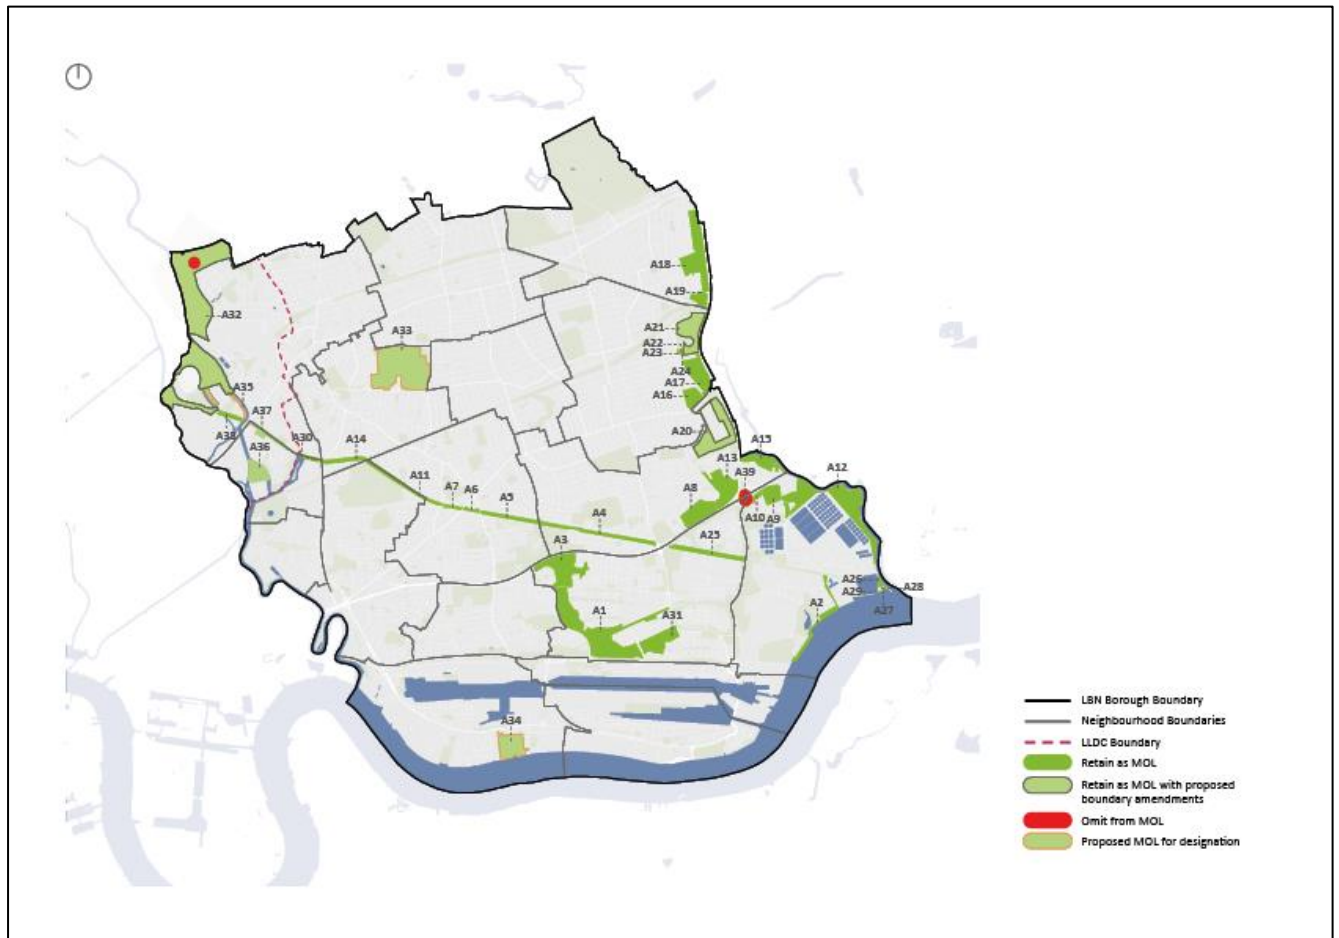 A18
A19
A32
A33
A21
A22
A23
A24
A17
A16
A35
A37
A38
A36
A30
A14
A20
A15
A13
A39
A12
A11
A7
A6
A5
A8
A10
A9
A4
A25
A3
A26
A29
A28
A27
A2
A1
A31
A34
LBN Borough Boundary
Neighbourhood Boundaries
LLDC Boundary
Retain as MOL
Retain as MOL with proposed
boundary amendments
Omit from MOL
Proposed MOL for designation